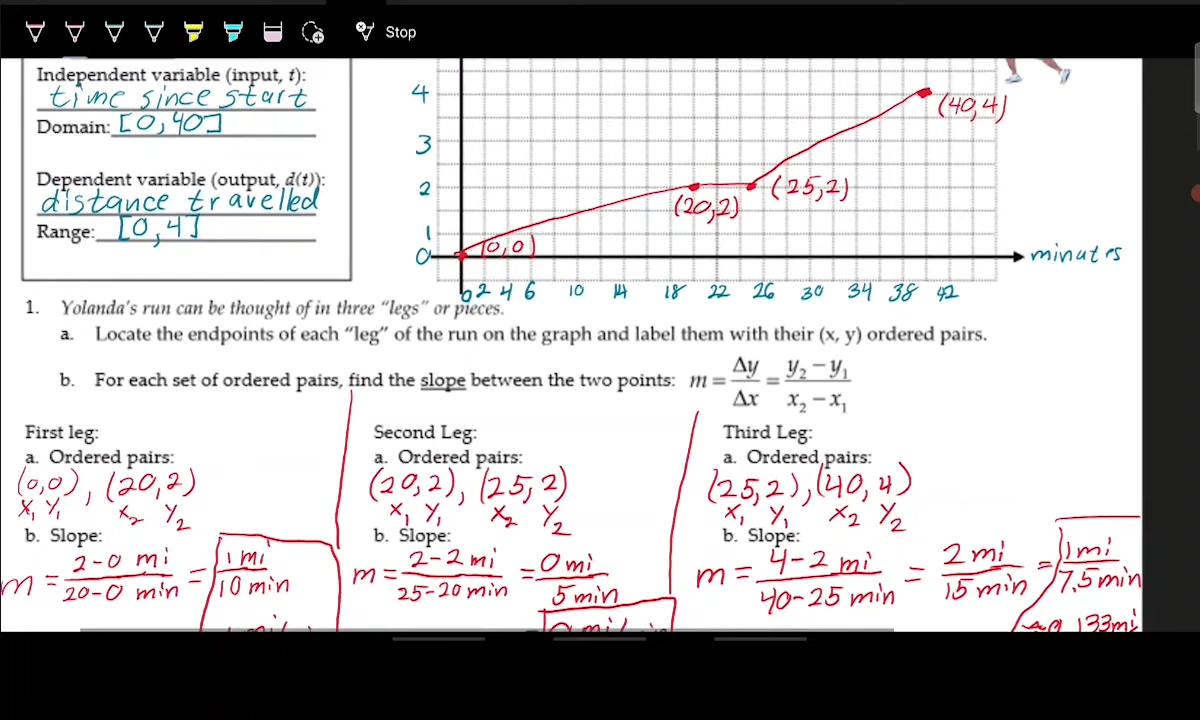 Stop
Independent variable (input, t):
time since start
Domain: [0,40]
Dependent variable (output, d(t)):
distance travelled
Range: [0,4]
4
3
2
1
0
(40,4)
(25,2)
(20,2)
(0,0)
minutes
0 2 4 6 10 14 18 22 26 30 34 38 42
1. Yolanda's run can be thought of in three "legs" or pieces.
a. Locate the endpoints of each "leg" of the run on the graph and label them with their (x, y) ordered pairs.
b. For each set of ordered pairs, find the slope between the two points: m = Δy/Δx = y₂ − y₁/x₂ − x₁
First leg:
a. Ordered pairs:
(0,0), (20,2)
X₁ Y₁ X₂ Y₂
b. Slope:
m = 2-0 mi/20-0 min = 1 mi/10 min
Second Leg:
a. Ordered pairs:
(20,2), (25,2)
X₁ Y₁ X₂ Y₂
b. Slope:
m = 2-2 mi/25-20 min = 0 mi/5 min
Third Leg:
a. Ordered pairs:
(25,2), (40,4)
X₁ Y₁ X₂ Y₂
b. Slope:
m = 4-2 mi/40-25 min = 2 mi/15 min = 1 mi/7.5 min